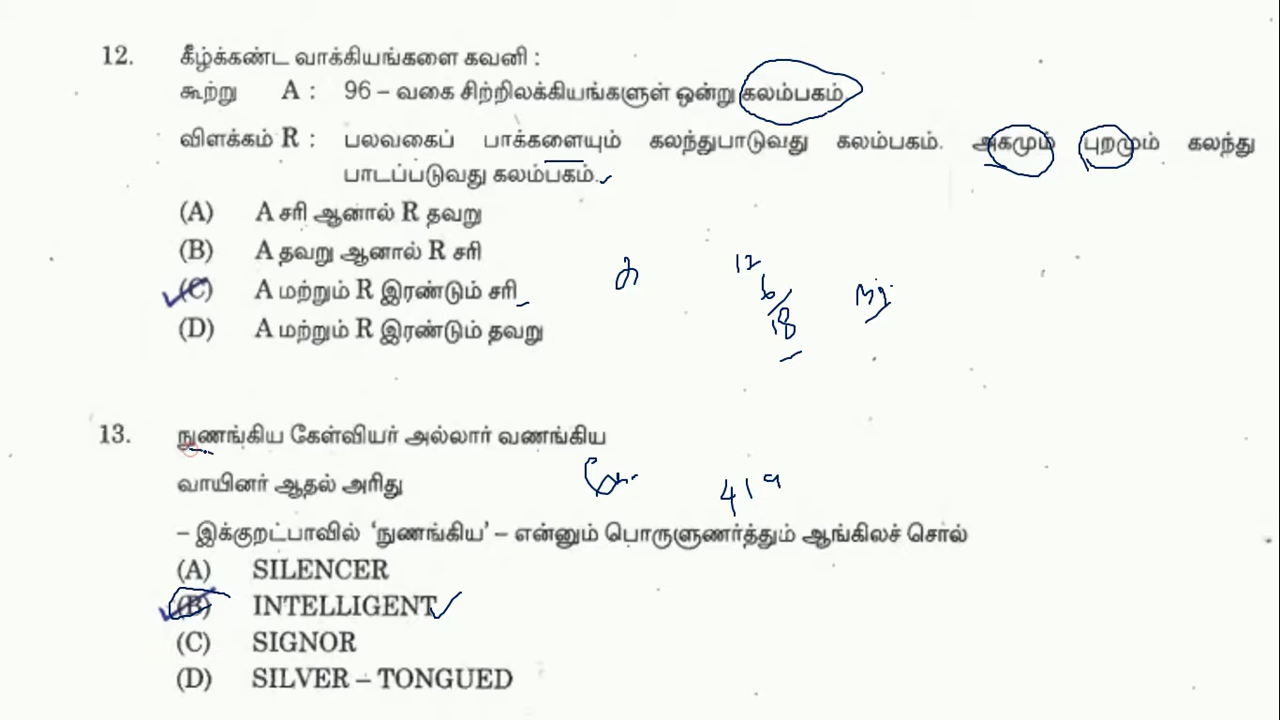 12. கீழ்க்கண்ட வாக்கியங்களை கவனி :
கூற்று A : 96 – வகை சிற்றிலக்கியங்களுள் ஒன்று கலம்பகம்
விளக்கம் R : பலவகைப் பாக்களையும் கலந்துபாடுவது கலம்பகம். அகமும் புறமும் கலந்து
பாடப்படுவது கலம்பகம்.
(A) A சரி ஆனால் R தவறு
(B) A தவறு ஆனால் R சரி
(C) A மற்றும் R இரண்டும் சரி
(D) A மற்றும் R இரண்டும் தவறு
12
6
18
13. நுணங்கிய கேள்வியர் அல்லார் வணங்கிய
வாயினர் ஆதல் அரிது
419
– இக்குறட்பாவில் ‘நுணங்கிய’ – என்னும் பொருளுணர்த்தும் ஆங்கிலச் சொல்
(A) SILENCER
(B) INTELLIGENT
(C) SIGNOR
(D) SILVER – TONGUED